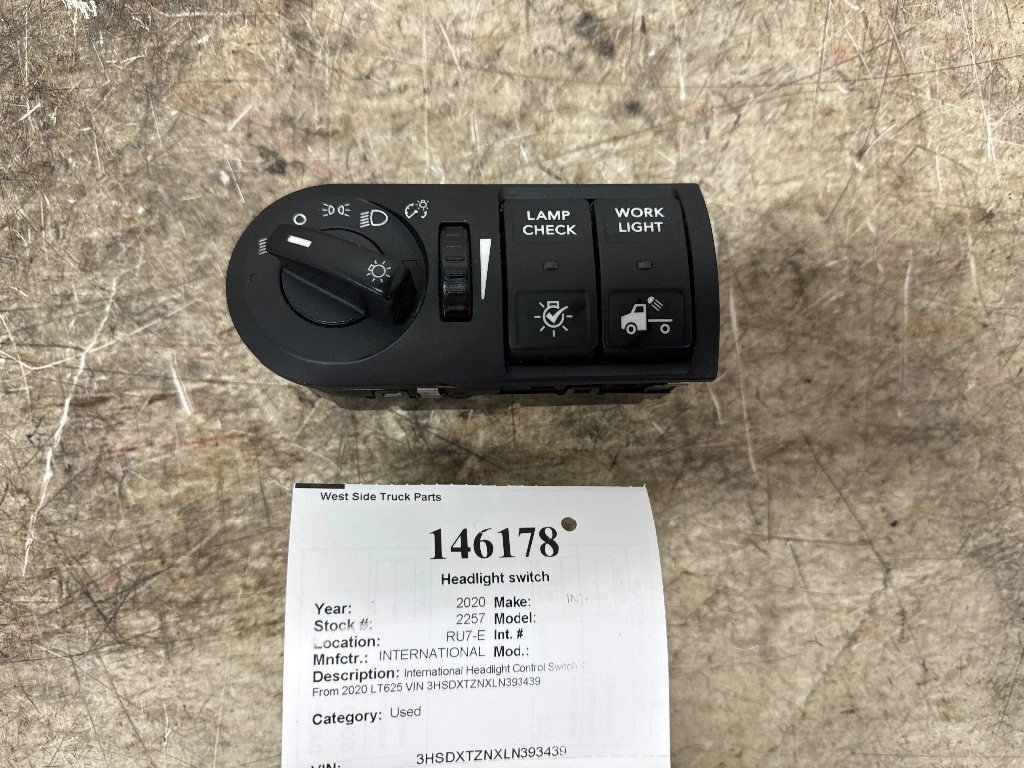 LAMP CHECK
WORK LIGHT
West Side Truck Parts
146178
Headlight switch
Year: 2020 Make:
Stock #: 2257 Model:
Location: RU7-E Int. #
Mnfctr.: INTERNATIONAL Mod.:
Description: International Headlight Control Switch
From 2020 LT625 VIN 3HSDXTZNXLN393439
Category: Used
VIN: 3HSDXTZNXLN393439